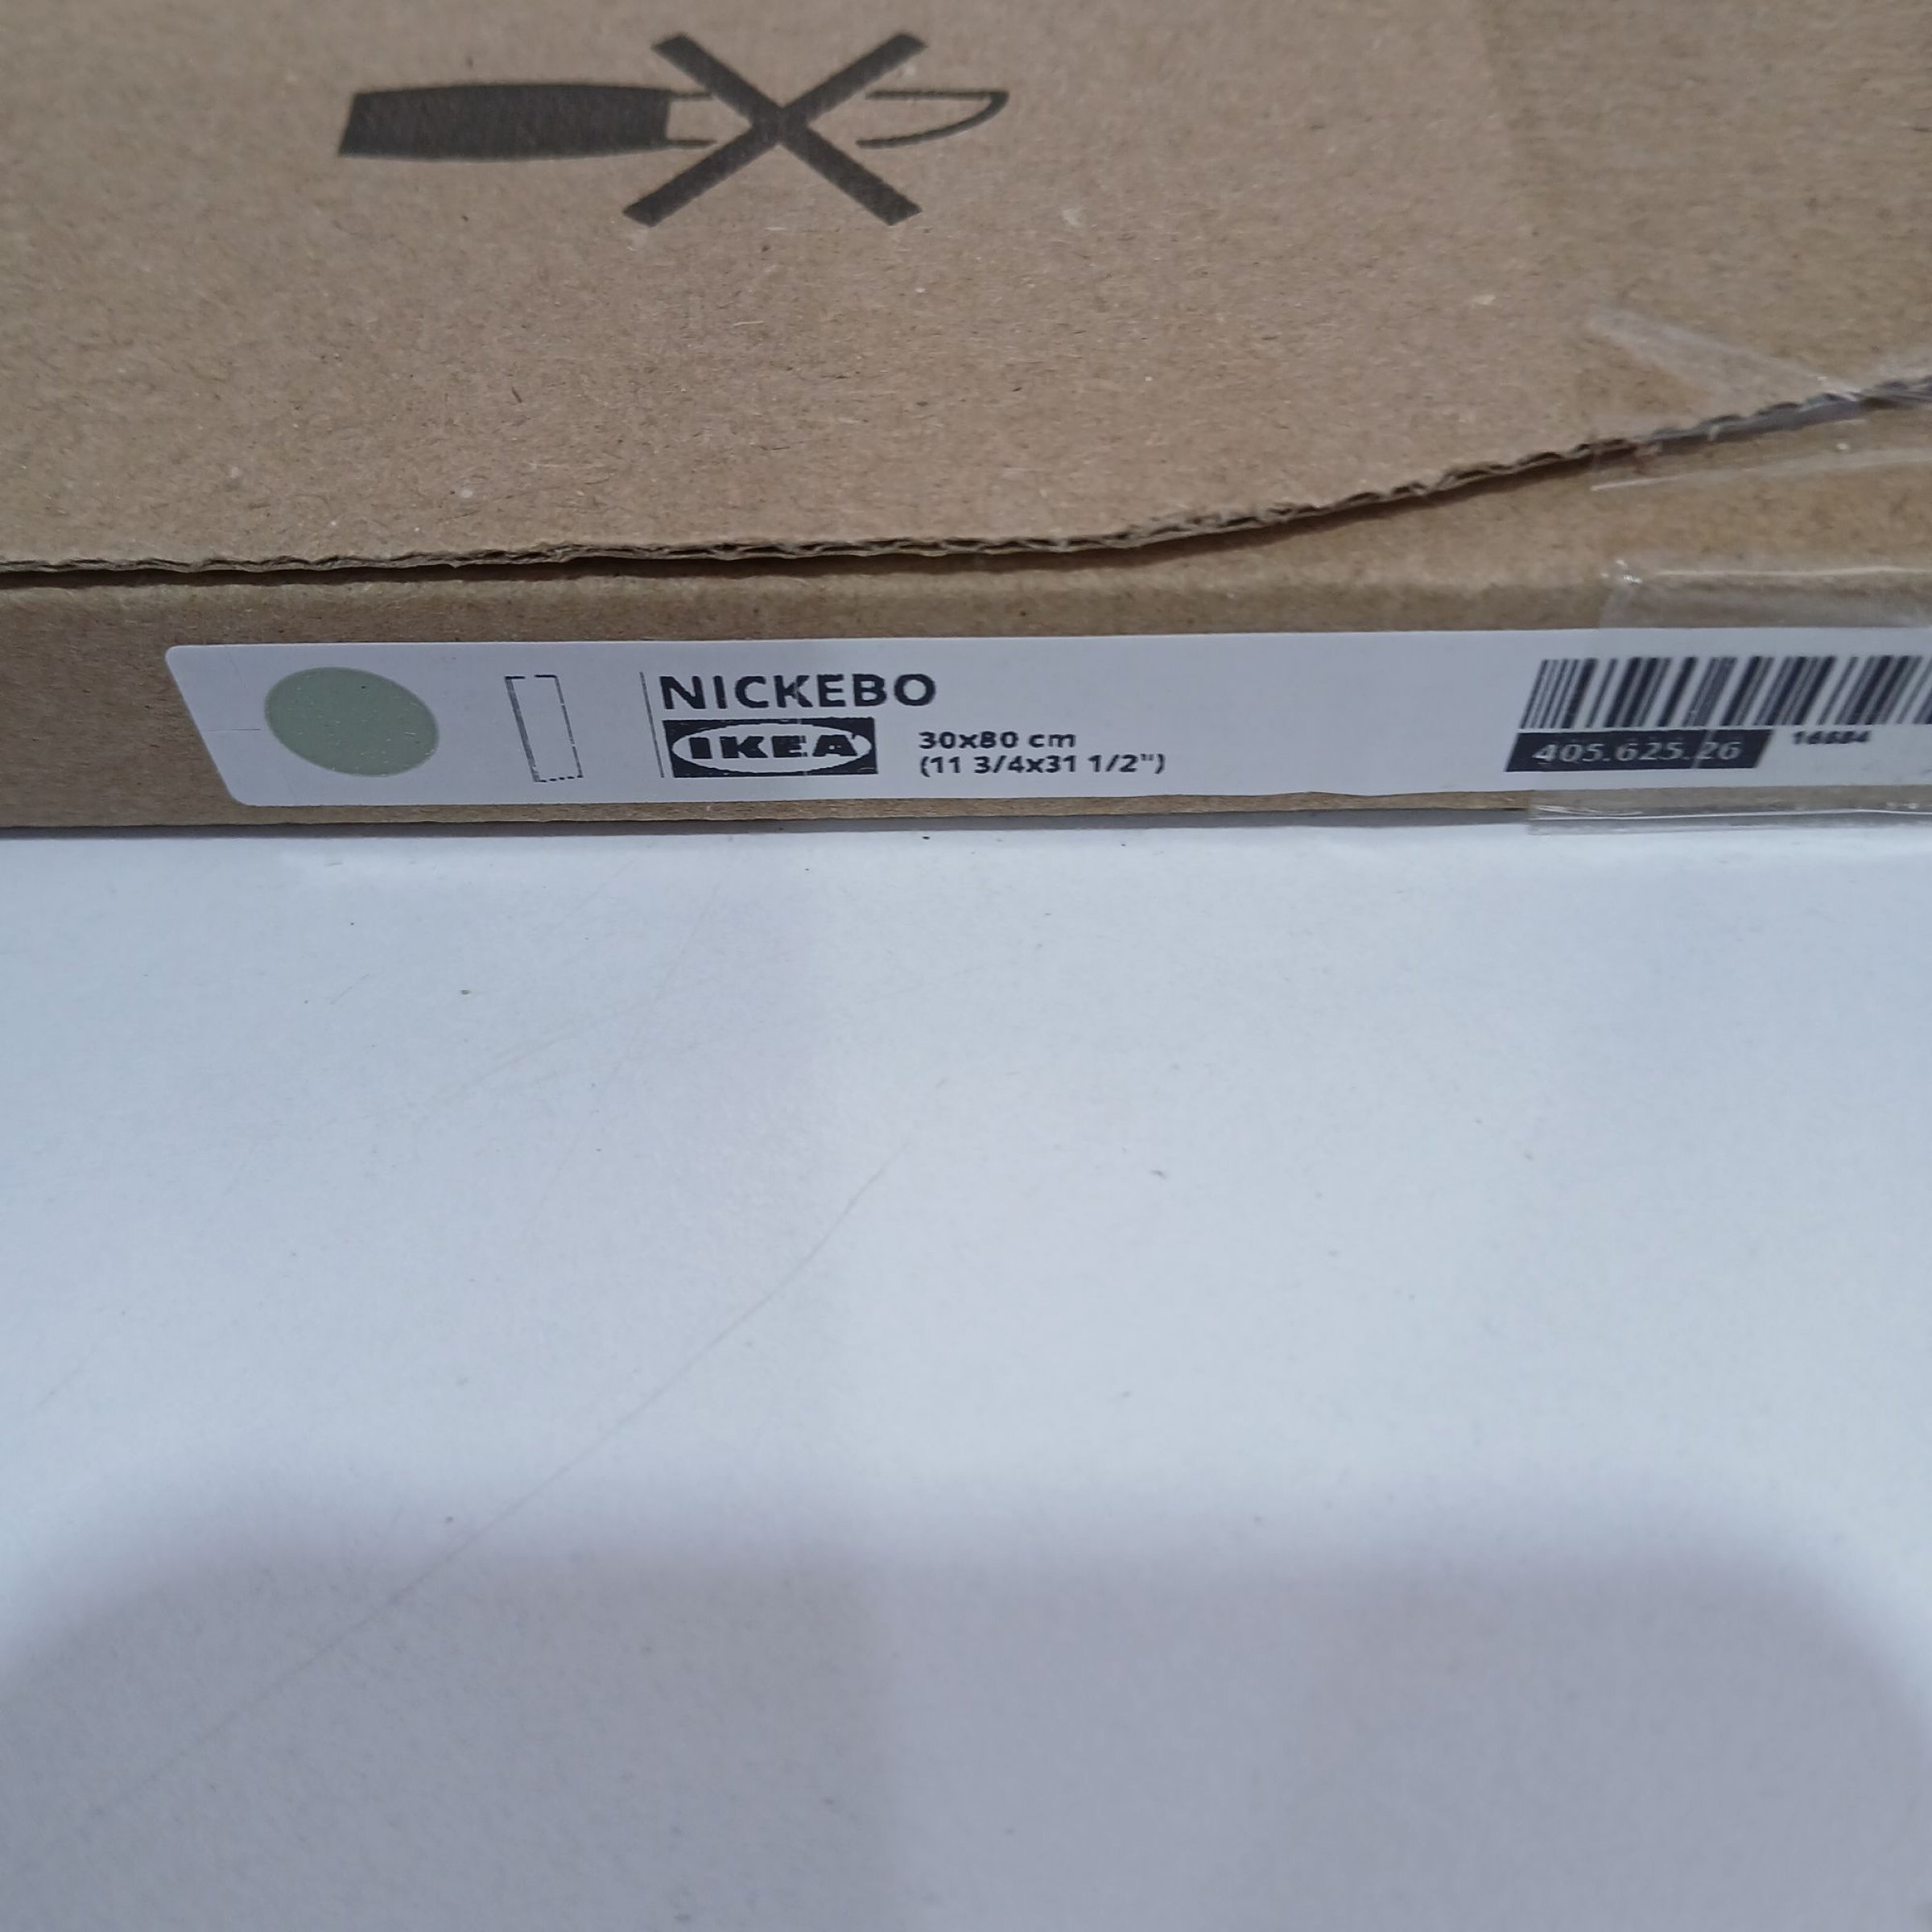 NICKEBO
IKEA
30x80 cm
(11 3/4x31 1/2")
405.625.26